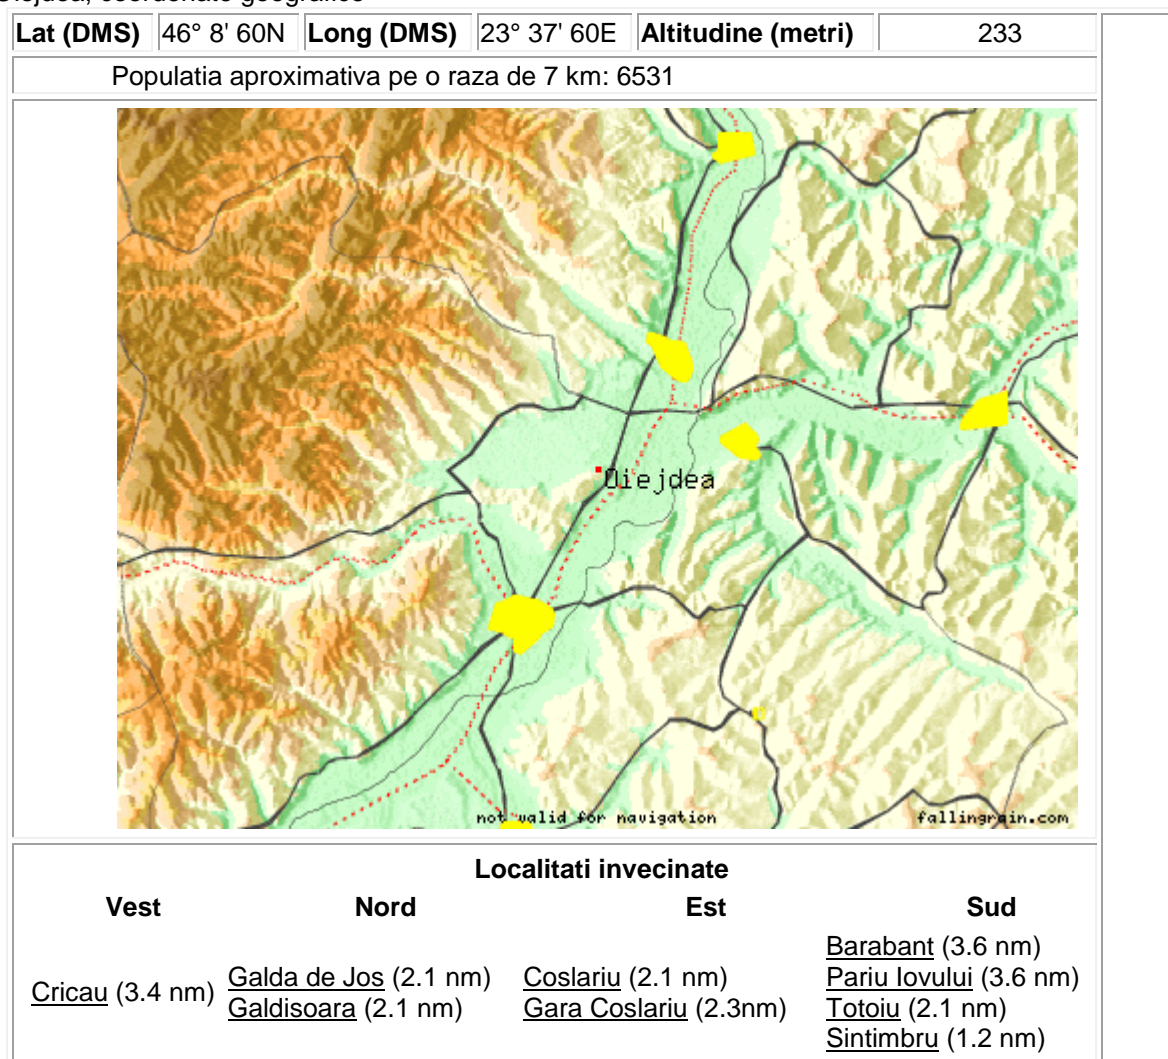 Oiejdea, coordonate geografice
Lat (DMS) 46° 8' 60N Long (DMS) 23° 37' 60E Altitudine (metri) 233
Populatia aproximativa pe o raza de 7 km: 6531
Oiejdea
not valid for navigation
fallingrain.com
Localitati invecinate
Vest Nord Est Sud
Cricau (3.4 nm)
Galda de Jos (2.1 nm)
Galdisoara (2.1 nm)
Coslariu (2.1 nm)
Gara Coslariu (2.3nm)
Barabant (3.6 nm)
Pariu Iovului (3.6 nm)
Totoiu (2.1 nm)
Sintimbru (1.2 nm)